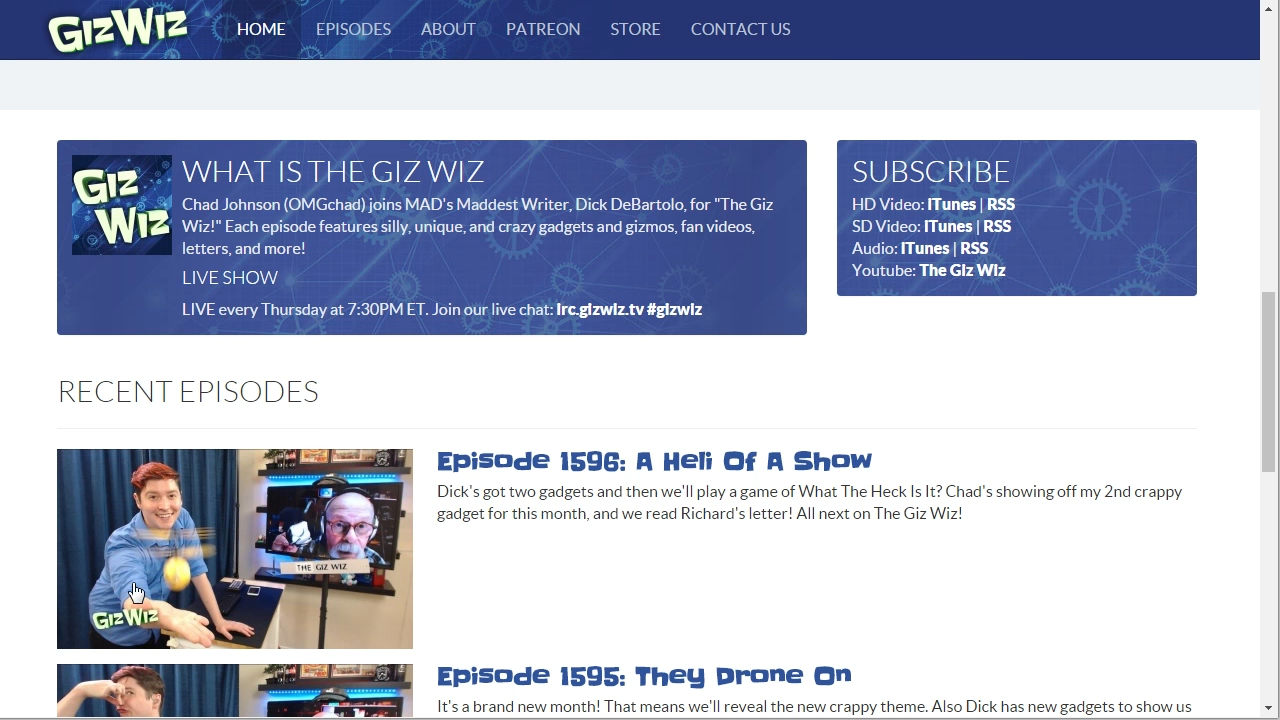 GizWiz
HOME
EPISODES
ABOUT
PATREON
STORE
CONTACT US
GIZ
WIZ
WHAT IS THE GIZ WIZ
Chad Johnson (OMGchad) joins MAD's Maddest Writer, Dick DeBartolo, for "The Giz
Wiz!" Each episode features silly, unique, and crazy gadgets and gizmos, fan videos,
letters, and more!
LIVE SHOW
LIVE every Thursday at 7:30PM ET. Join our live chat: irc.gizwiz.tv #gizwiz
SUBSCRIBE
HD Video: iTunes | RSS
SD Video: iTunes | RSS
Audio: iTunes | RSS
Youtube: The Giz Wiz
RECENT EPISODES
THE GIZ WIZ
GizWiz
Episode 1596: A Heli Of A Show
Dick's got two gadgets and then we'll play a game of What The Heck Is It? Chad's showing off my 2nd crappy
gadget for this month, and we read Richard's letter! All next on The Giz Wiz!
Episode 1595: They Drone On
It's a brand new month! That means we'll reveal the new crappy theme. Also Dick has new gadgets to show us